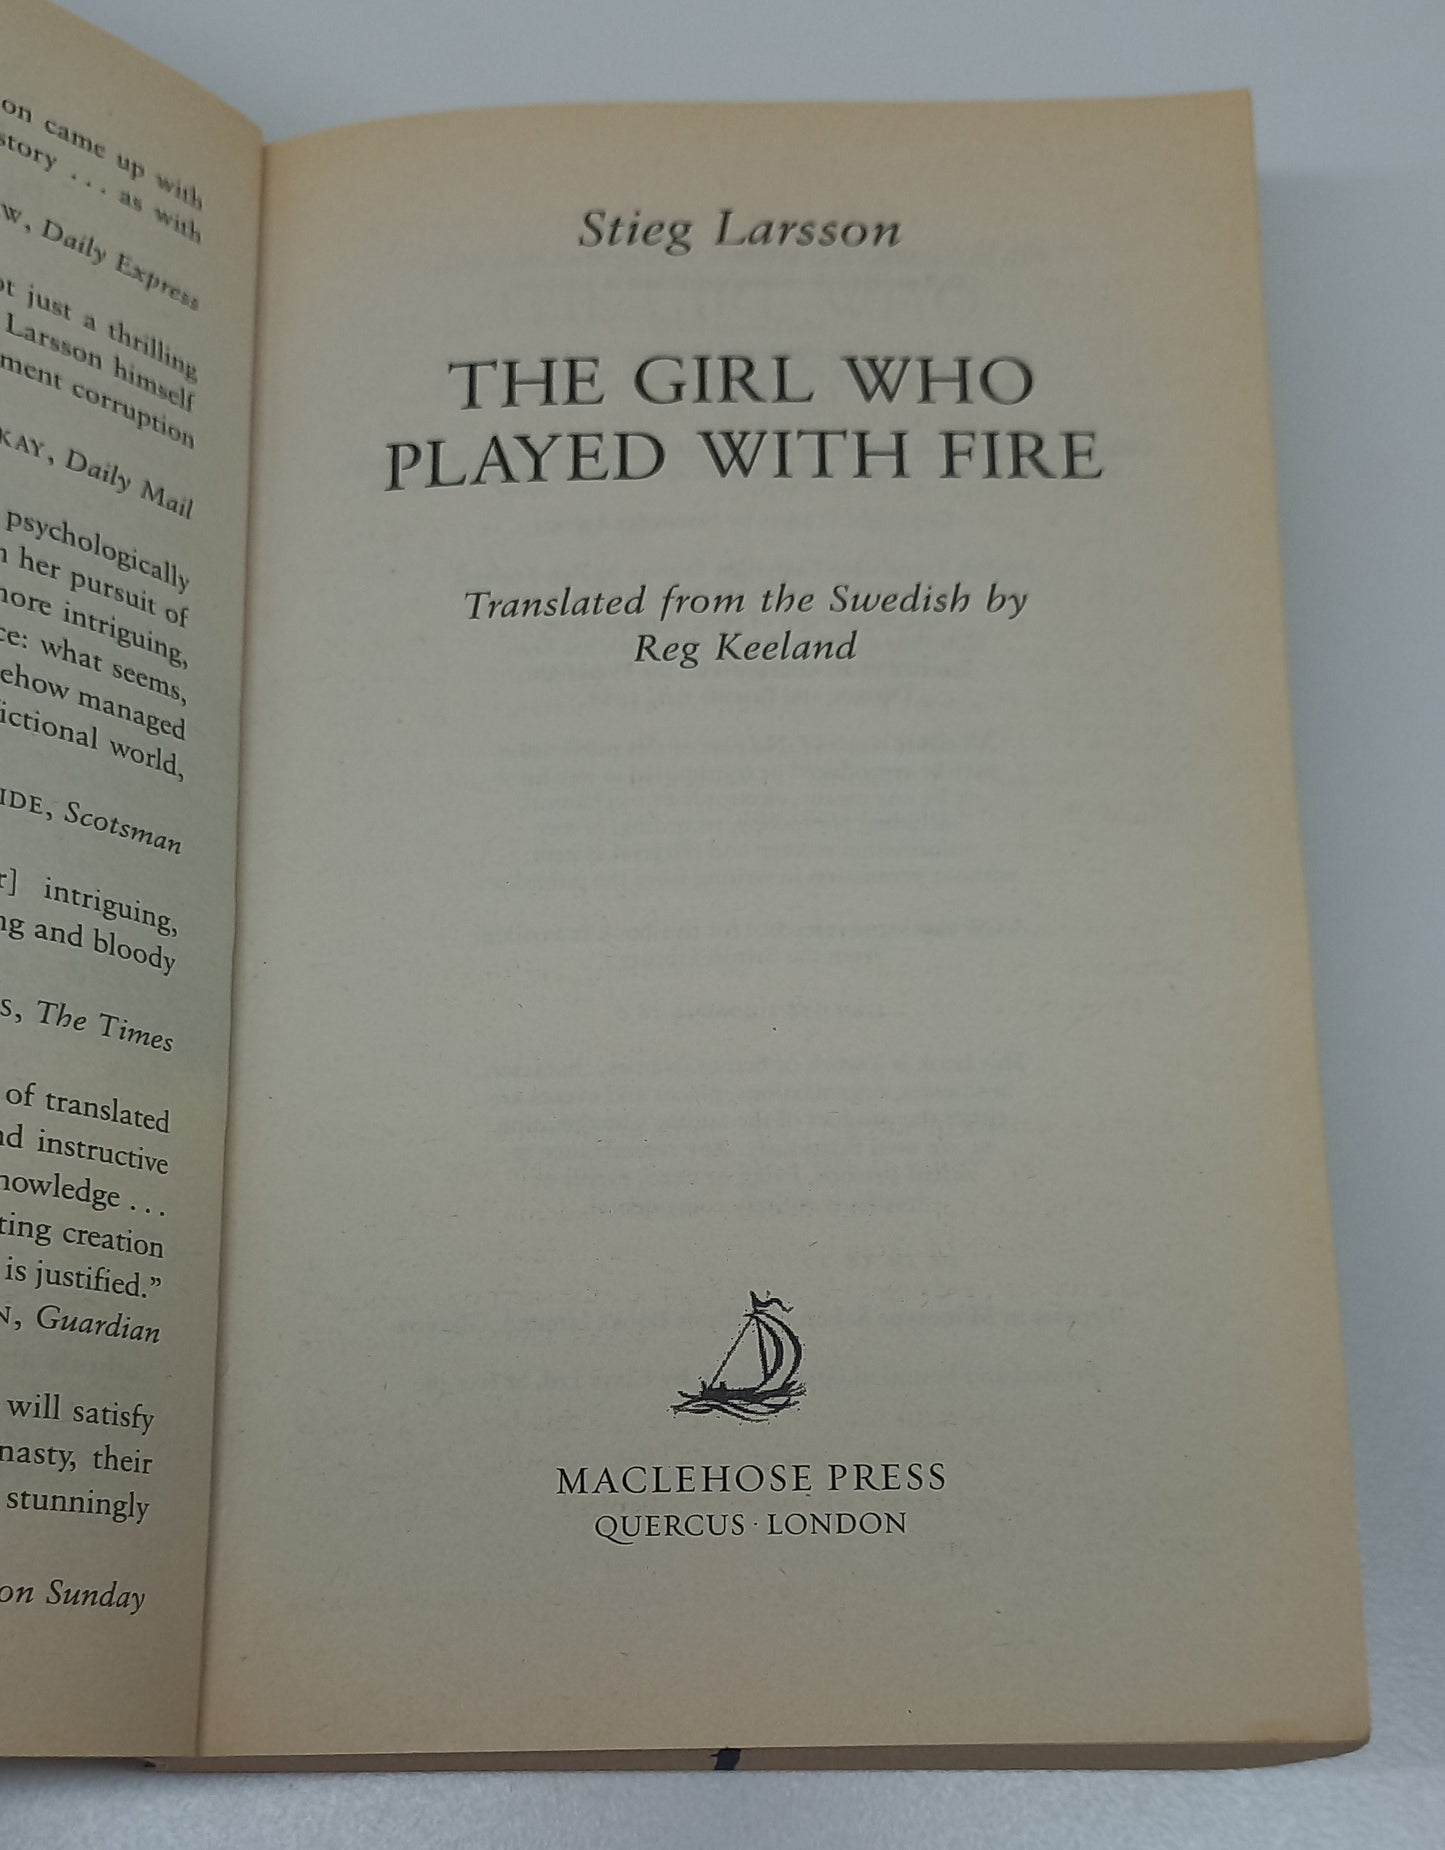 on came up with
story ... as with
W, Daily Express
just a thrilling
Larsson himself
ment corruption
KAY, Daily Mail
psychologically
her pursuit of
more intriguing,
ce: what seems,
ehow managed
fictional world,
IDE, Scotsman
r] intriguing,
ng and bloody
s, The Times
of translated
nd instructive
nowledge ...
ting creation
is justified.”
N, Guardian
will satisfy
nasty, their
stunningly
on Sunday
Stieg Larsson
THE GIRL WHO
PLAYED WITH FIRE
Translated from the Swedish by
Reg Keeland
MACLEHOSE PRESS
QUERCUS · LONDON